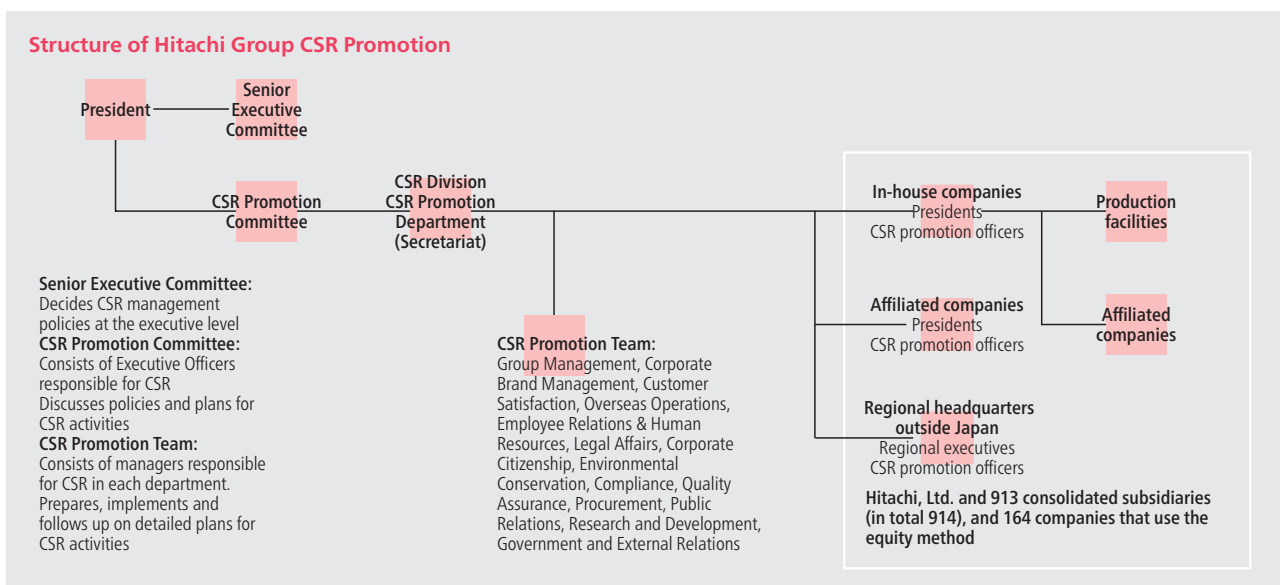 Structure of Hitachi Group CSR Promotion
President
Senior
Executive
Committee
CSR Promotion
Committee
CSR Division
CSR Promotion
Department
(Secretariat)
In-house companies
Presidents
CSR promotion officers
Production
facilities
Affiliated companies
Presidents
CSR promotion officers
Affiliated
companies
Regional headquarters
outside Japan
Regional executives
CSR promotion officers
Hitachi, Ltd. and 913 consolidated subsidiaries
(in total 914), and 164 companies that use the
equity method
Senior Executive Committee:
Decides CSR management
policies at the executive level
CSR Promotion Committee:
Consists of Executive Officers
responsible for CSR
Discusses policies and plans for
CSR activities
CSR Promotion Team:
Consists of managers responsible
for CSR in each department.
Prepares, implements and
follows up on detailed plans for
CSR activities
CSR Promotion Team:
Group Management, Corporate
Brand Management, Customer
Satisfaction, Overseas Operations,
Employee Relations & Human
Resources, Legal Affairs, Corporate
Citizenship, Environmental
Conservation, Compliance, Quality
Assurance, Procurement, Public
Relations, Research and Development,
Government and External Relations